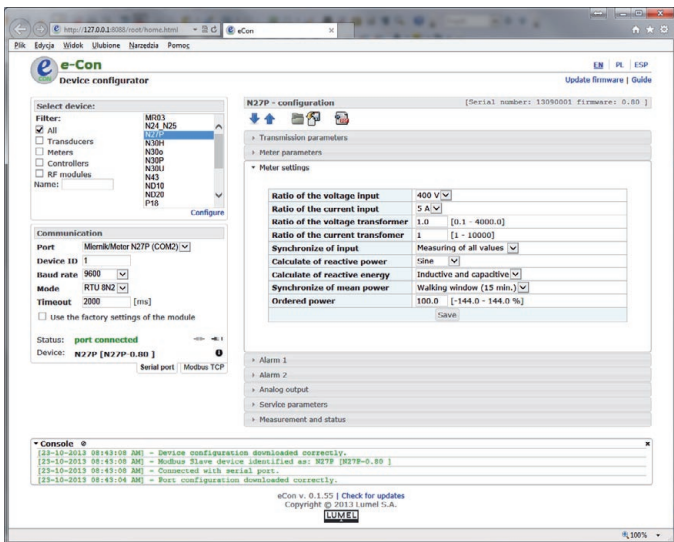 http://127.0.0.1:8088/root/home.html
eCon
Plik Edycja Widok Ulubione Narzędzia Pomoc
e-Con
Device configurator
EN | PL | ESP
Update firmware | Guide
Select device:
Filter:
All
Transducers
Meters
Controllers
RF modules
Name:
MR03
N24_N25
N27P
N30H
N30o
N30P
N30U
N43
ND10
ND20
P18
Configure
Communication
Port Miernik/Motor N27P (COM2)
Device ID 1
Baud rate 9600
Mode RTU 8N2
Timeout 2000 [ms]
Use the factory settings of the module
Status: port connected
Device: N27P [N27P-0.80 ]
Serial port Modbus TCP
N27P - configuration
[Serial number: 13090001 firmware: 0.80 ]
Transmission parameters
Meter parameters
Meter settings
Ratio of the voltage input 400 V
Ratio of the current input 5 A
Ratio of the voltage transformer 1.0 [0.1 - 4000.0]
Ratio of the current transfomer 1 [1 - 10000]
Synchronize of input Measuring of all values
Calculate of reactive power Sine
Calculate of reactive energy Inductive and capacitive
Synchronize of mean power Walking window (15 min.)
Ordered power 100.0 [-144.0 - 144.0 %]
Save
Alarm 1
Alarm 2
Analog output
Service parameters
Measurement and status
Console
[23-10-2013 08:43:08 AM] - Device configuration downloaded correctly.
[23-10-2013 08:43:08 AM] - Modbus Slave device identified as: N27P [N27P-0.80 ]
[23-10-2013 08:43:08 AM] - Connected with serial port.
[23-10-2013 08:43:04 AM] - Port configuration downloaded correctly.
eCon v. 0.1.55 | Check for updates
Copyright © 2013 Lumel S.A.
LUMEL
100%